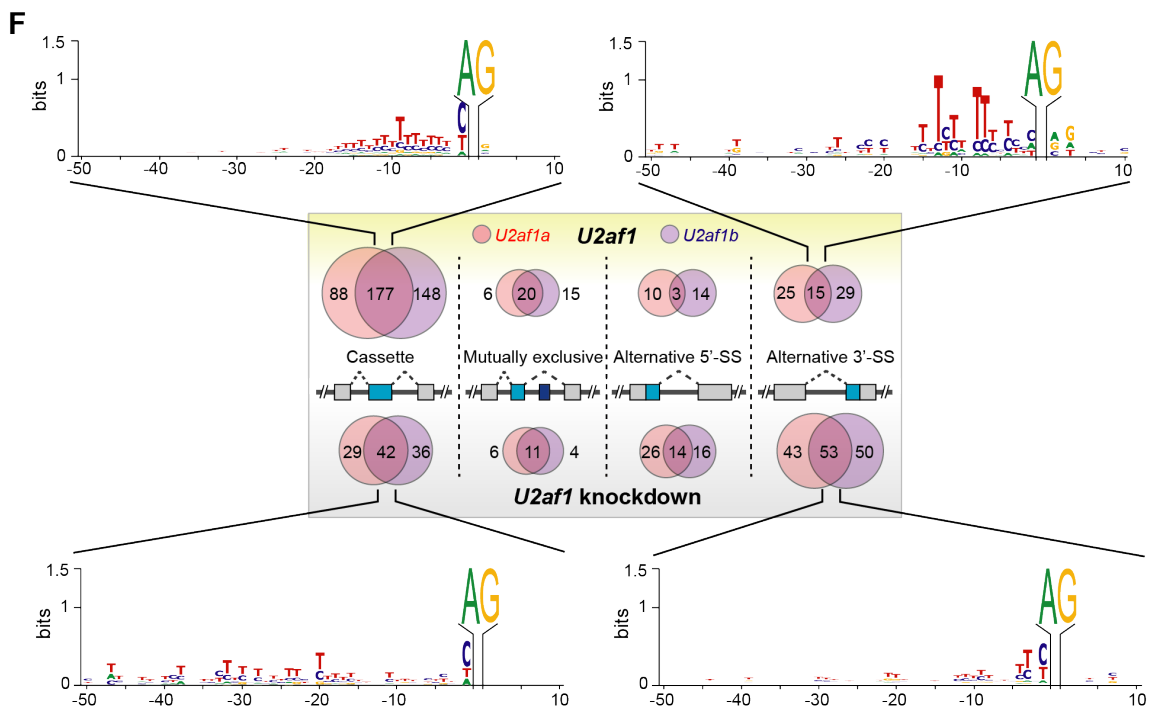 F
1.5
1
0
bits
AG
-50 -40 -30 -20 -10 10
1.5
1
0
bits
AG
-50 -40 -30 -20 -10 10
U2af1a U2af1 U2af1b
88 177 148
6 20 15
10 3 14
25 15 29
Cassette Mutually exclusive Alternative 5’-SS Alternative 3’-SS
29 42 36
6 11 4
26 14 16
43 53 50
U2af1 knockdown
1.5
1
0
bits
AG
-50 -40 -30 -20 -10 10
1.5
1
0
bits
AG
-50 -40 -30 -20 -10 10